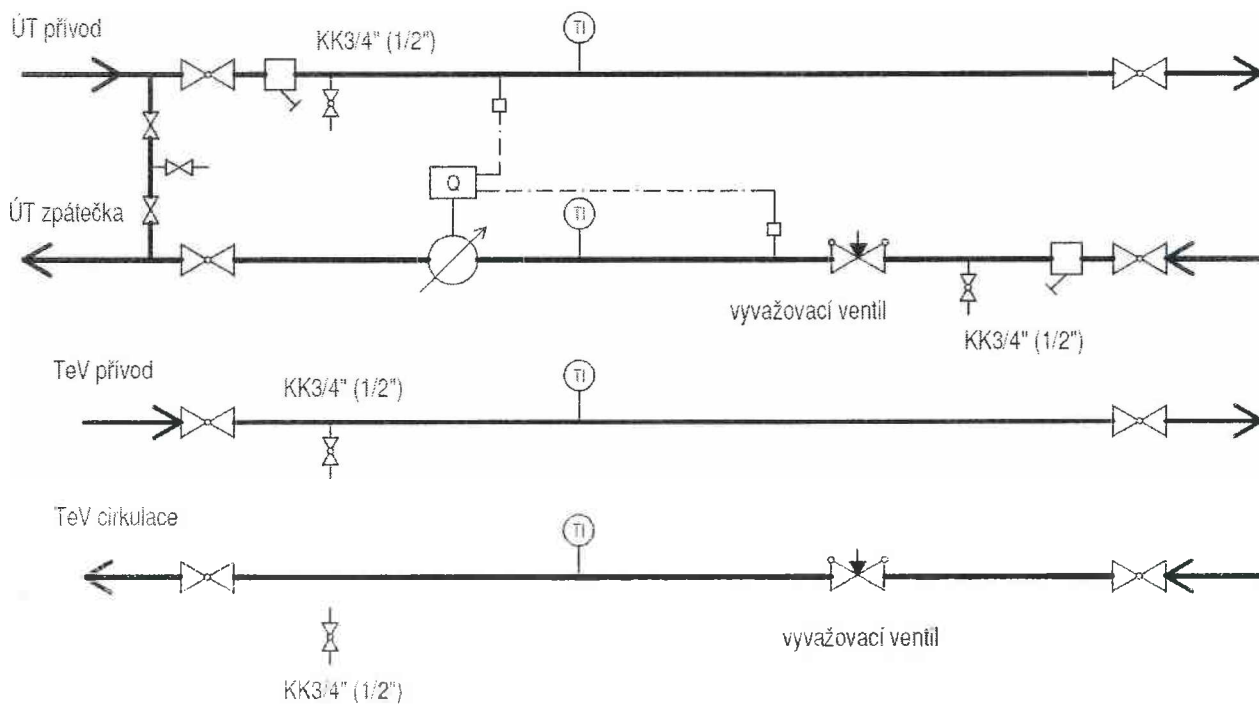 ÚT přívod
KK3/4" (1/2")
TI
Q
ÚT zpátečka
TI
vyvažovací ventil
KK3/4" (1/2")
TeV přívod
KK3/4" (1/2")
TI
TeV cirkulace
TI
vyvažovací ventil
KK3/4" (1/2")